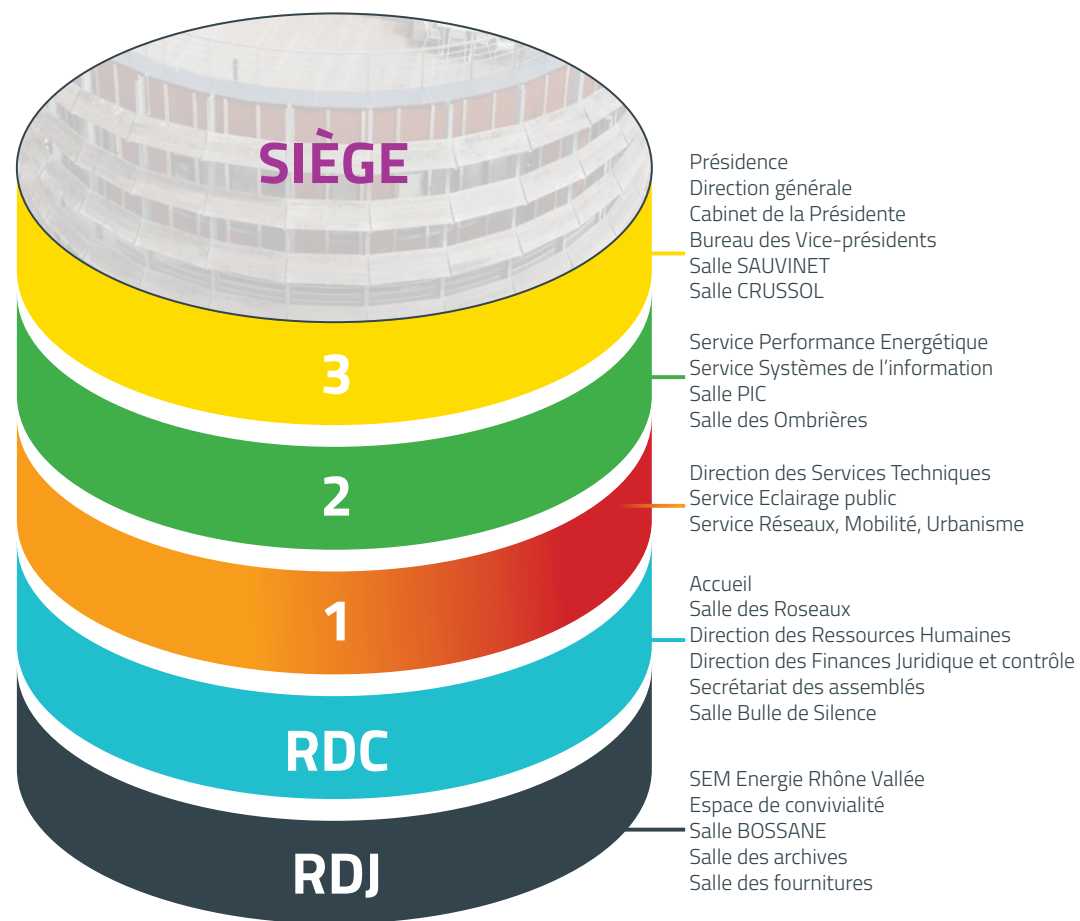 SIÈGE
Présidence
Direction générale
Cabinet de la Présidente
Bureau des Vice-présidents
Salle SAUVINET
Salle CRUSSOL
3
Service Performance Energétique
Service Systèmes de l'information
Salle PIC
Salle des Ombrières
2
Direction des Services Techniques
Service Eclairage public
Service Réseaux, Mobilité, Urbanisme
1
Accueil
Salle des Roseaux
Direction des Ressources Humaines
Direction des Finances Juridique et contrôle
Secrétariat des assemblés
Salle Bulle de Silence
RDC
SEM Energie Rhône Vallée
Espace de convivialité
Salle BOSSANE
Salle des archives
Salle des fournitures
RDJ